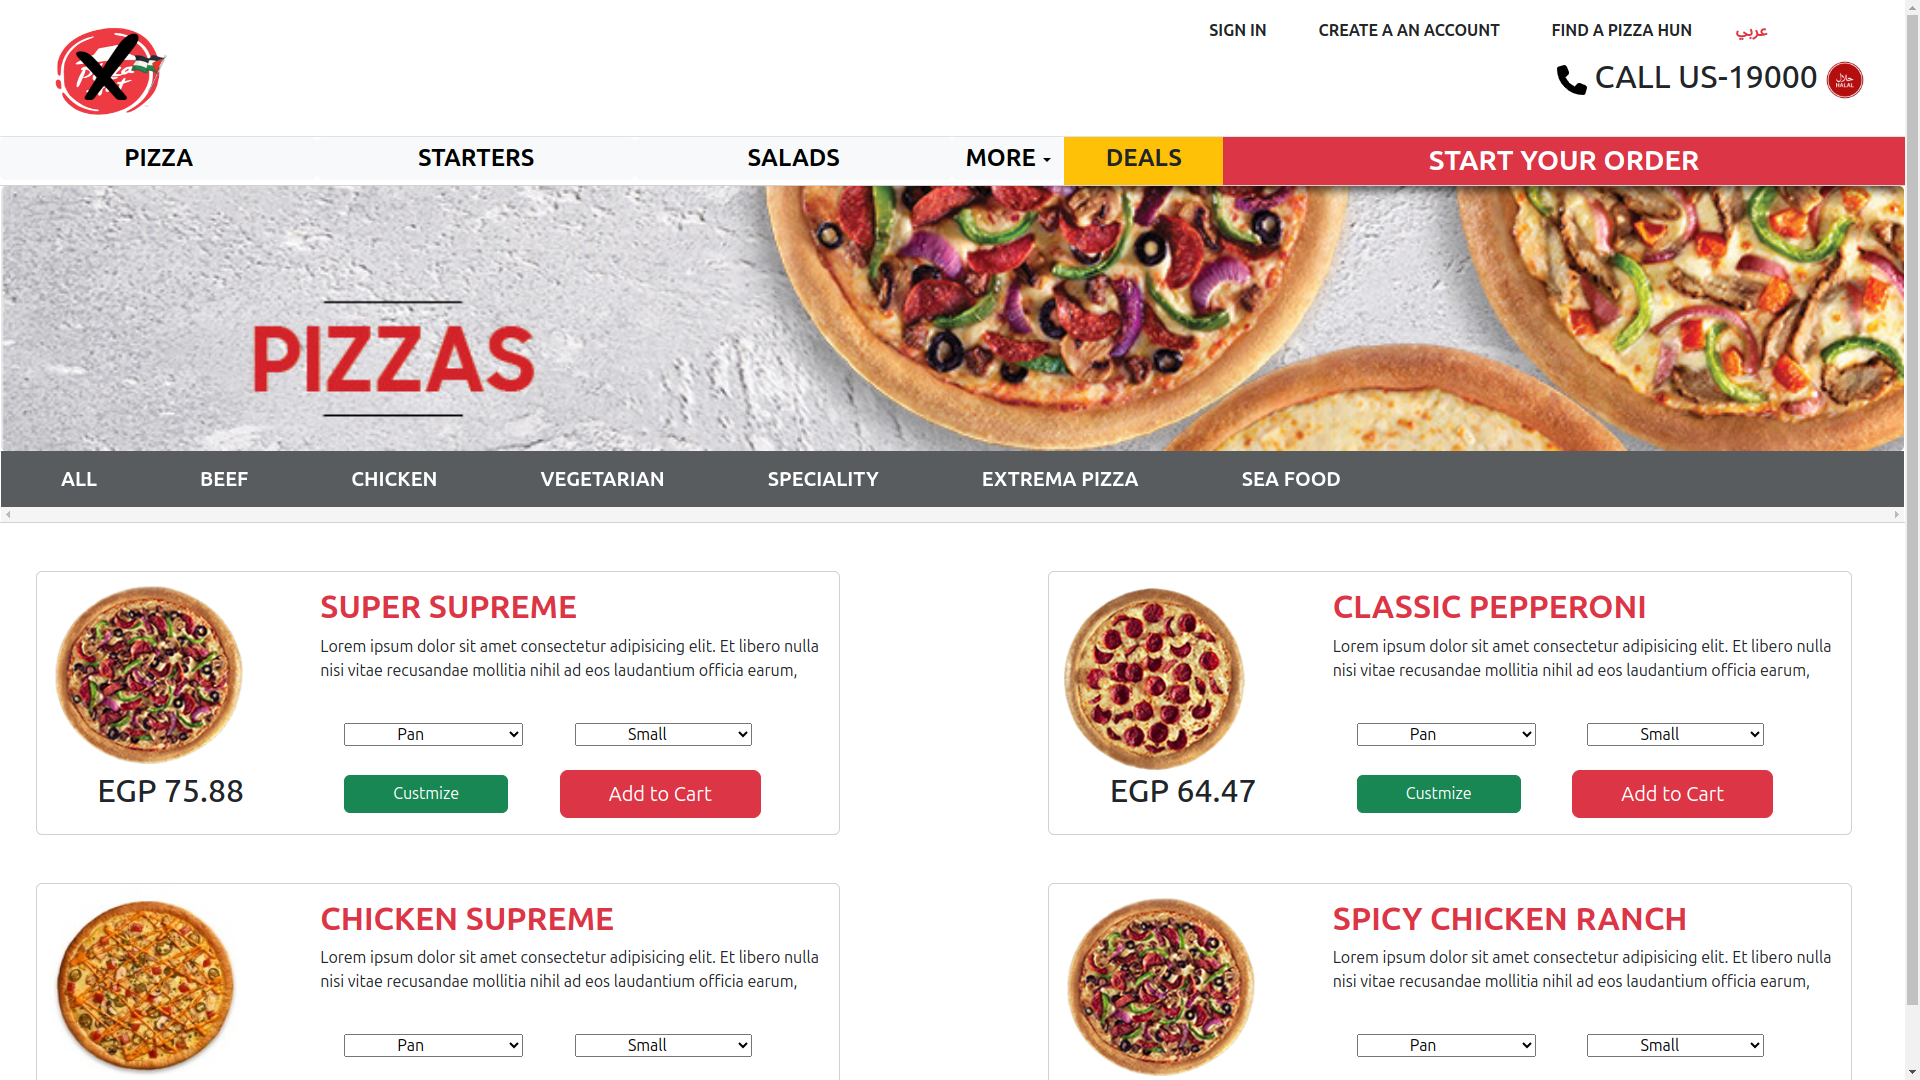 SIGN IN
CREATE A AN ACCOUNT
FIND A PIZZA HUN
عربي
CALL US-19000
حلال
HALAL
PIZZA
STARTERS
SALADS
MORE
DEALS
START YOUR ORDER
PIZZAS
ALL
BEEF
CHICKEN
VEGETARIAN
SPECIALITY
EXTREMA PIZZA
SEA FOOD
SUPER SUPREME
Lorem ipsum dolor sit amet consectetur adipisicing elit. Et libero nulla
nisi vitae recusandae mollitia nihil ad eos laudantium officia earum,
Pan
Small
EGP 75.88
Custmize
Add to Cart
CLASSIC PEPPERONI
Lorem ipsum dolor sit amet consectetur adipisicing elit. Et libero nulla
nisi vitae recusandae mollitia nihil ad eos laudantium officia earum,
Pan
Small
EGP 64.47
Custmize
Add to Cart
CHICKEN SUPREME
Lorem ipsum dolor sit amet consectetur adipisicing elit. Et libero nulla
nisi vitae recusandae mollitia nihil ad eos laudantium officia earum,
Pan
Small
SPICY CHICKEN RANCH
Lorem ipsum dolor sit amet consectetur adipisicing elit. Et libero nulla
nisi vitae recusandae mollitia nihil ad eos laudantium officia earum,
Pan
Small